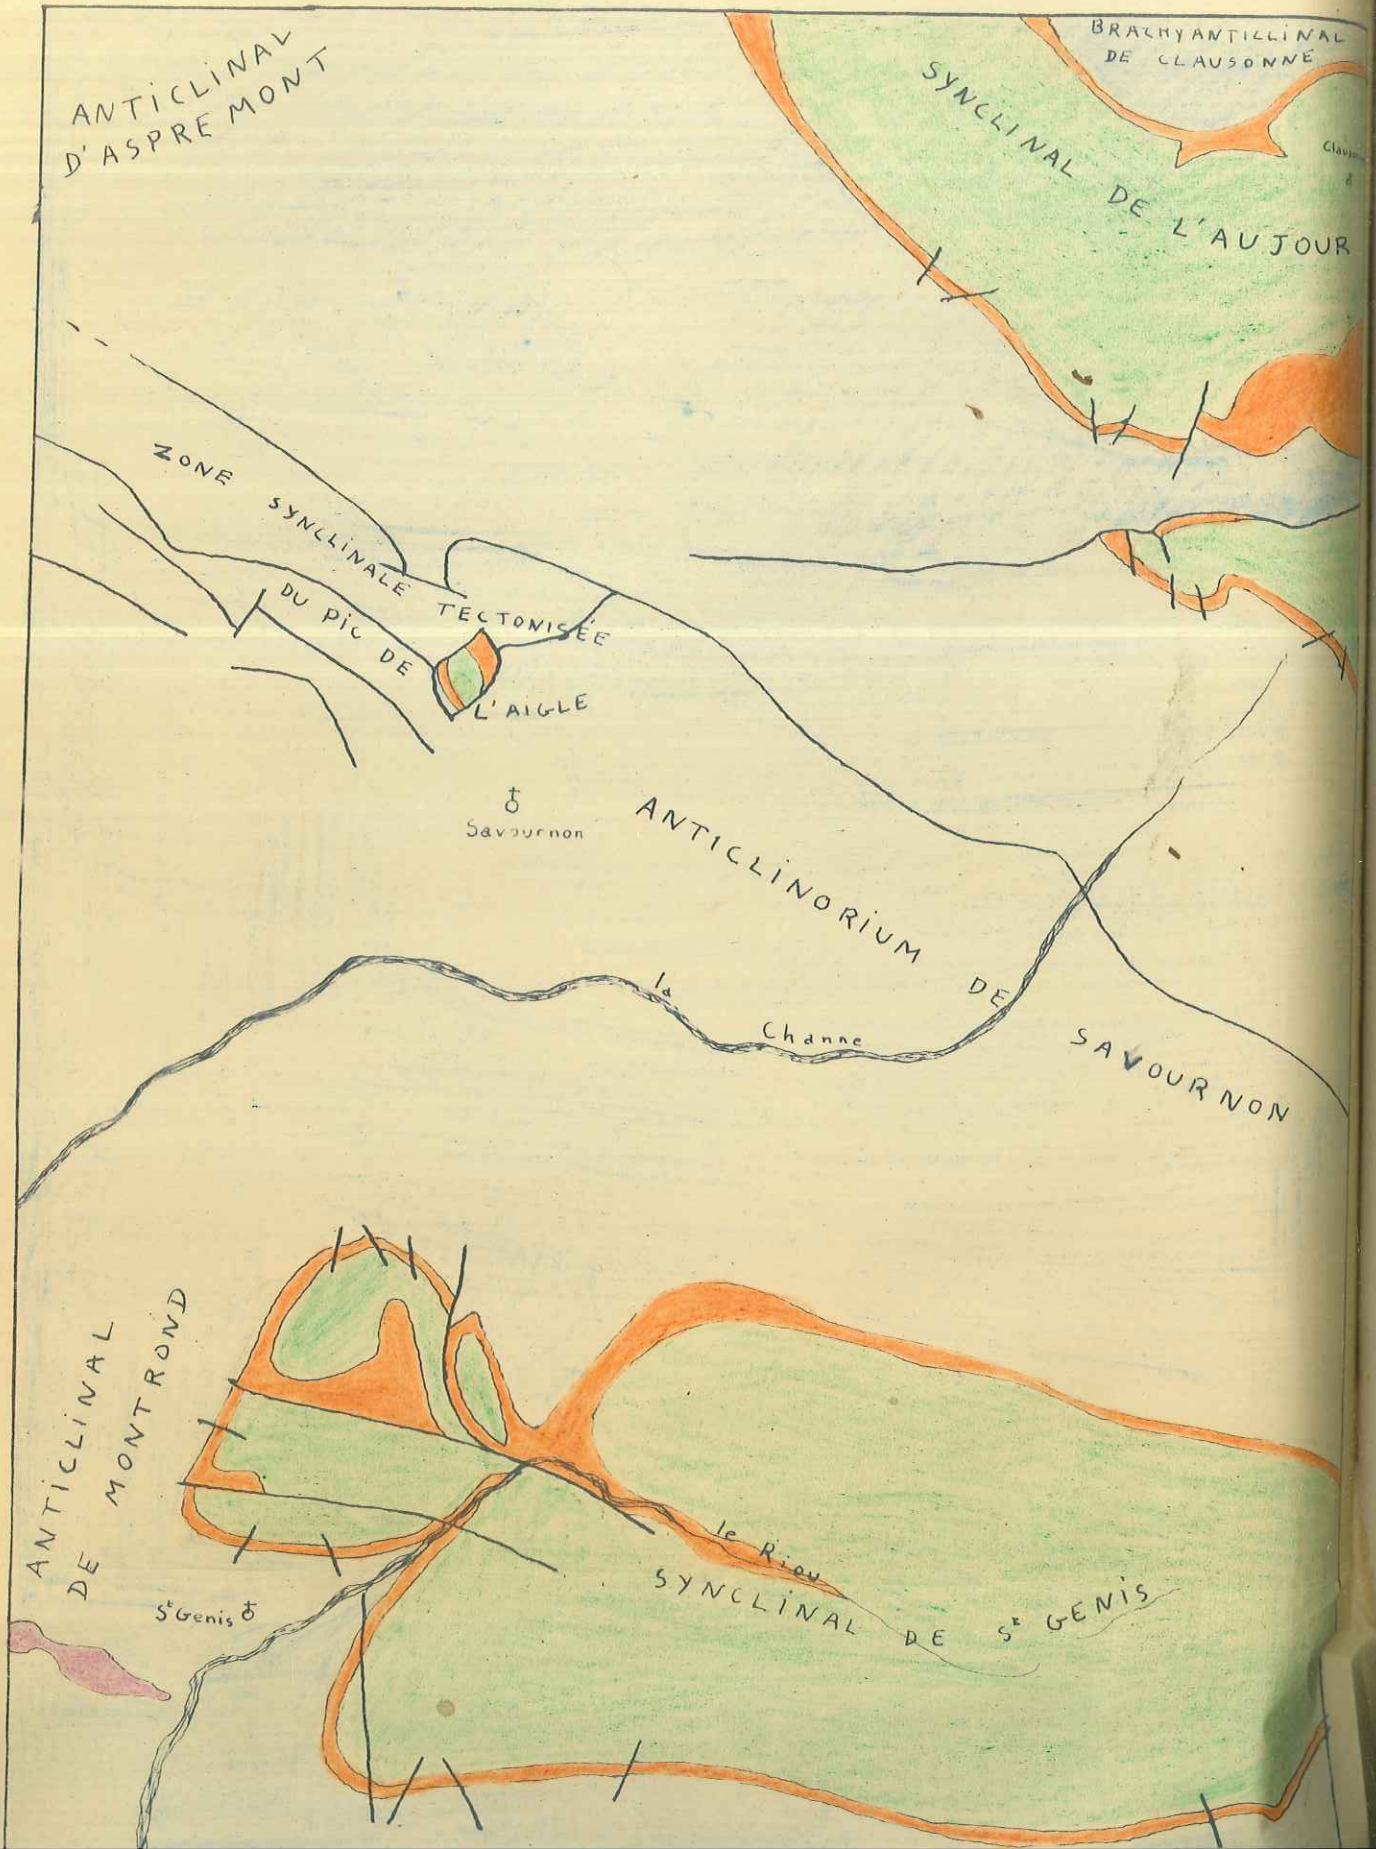 ANTICLINAL
D'ASPREMONT
BRACHYANTICLINAL
DE CLAUSONNE
SYNCLINAL DE L'AUJOUR
ZONE SYNCLINALE TECTONISÉE
DU PIC DE L'AIGLE
Savournon
ANTICLINORIUM DE SAVOURNON
la Channe
ANTICLINAL
DE MONTROND
le Riou
SYNCLINAL DE Sᵗ GENIS
Sᵗ Genis